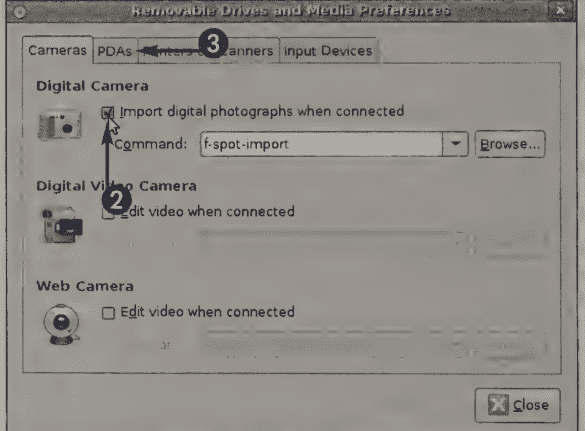 Removable Drives and Media Preferences
Cameras PDAs Scanners Input Devices
3
Digital Camera
Import digital photographs when connected
Command: f-spot-import Browse...
Digital Video Camera
2
Edit video when connected
Web Camera
Edit video when connected
Close